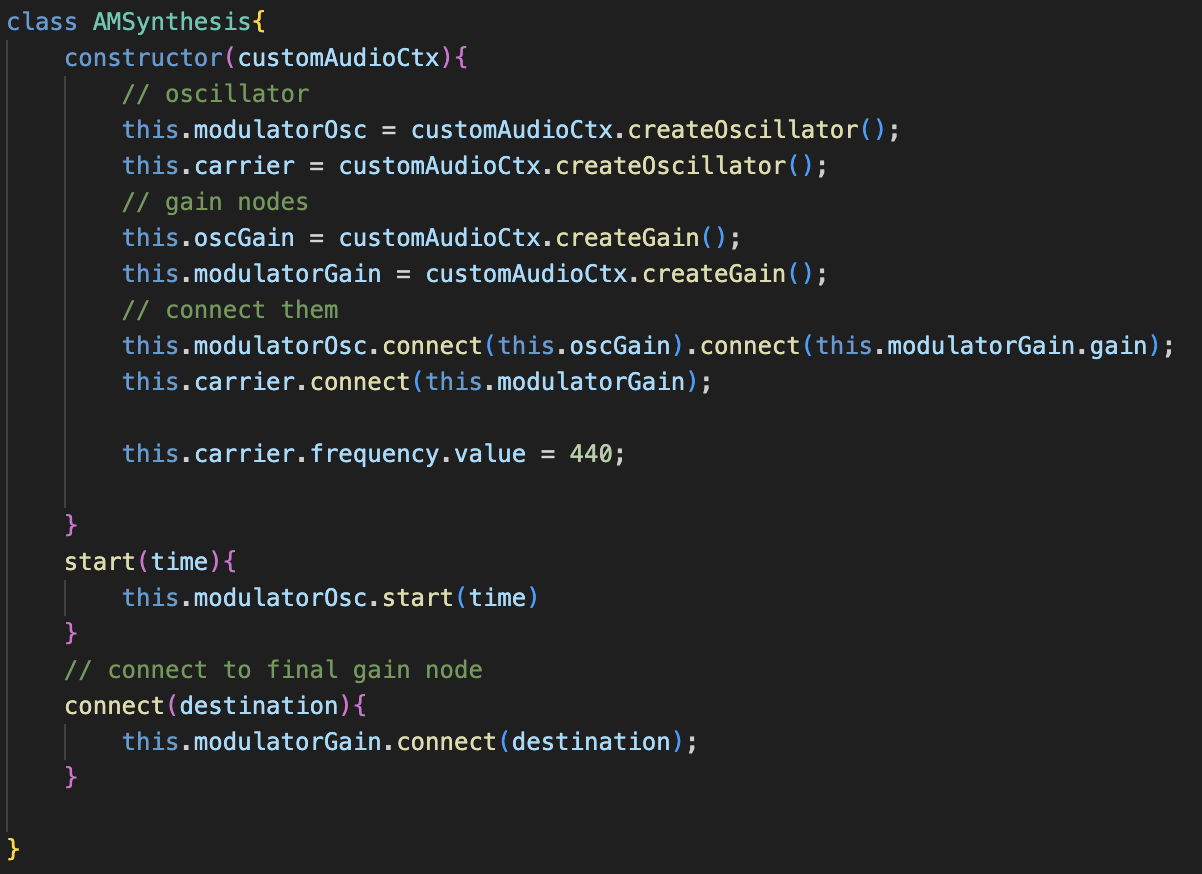 class AMSynthesis{
    constructor(customAudioCtx){
        // oscillator
        this.modulatorOsc = customAudioCtx.createOscillator();
        this.carrier = customAudioCtx.createOscillator();
        // gain nodes
        this.oscGain = customAudioCtx.createGain();
        this.modulatorGain = customAudioCtx.createGain();
        // connect them
        this.modulatorOsc.connect(this.oscGain).connect(this.modulatorGain.gain);
        this.carrier.connect(this.modulatorGain);

        this.carrier.frequency.value = 440;

    }
    start(time){
        this.modulatorOsc.start(time)
    }
    // connect to final gain node
    connect(destination){
        this.modulatorGain.connect(destination);
    }

}